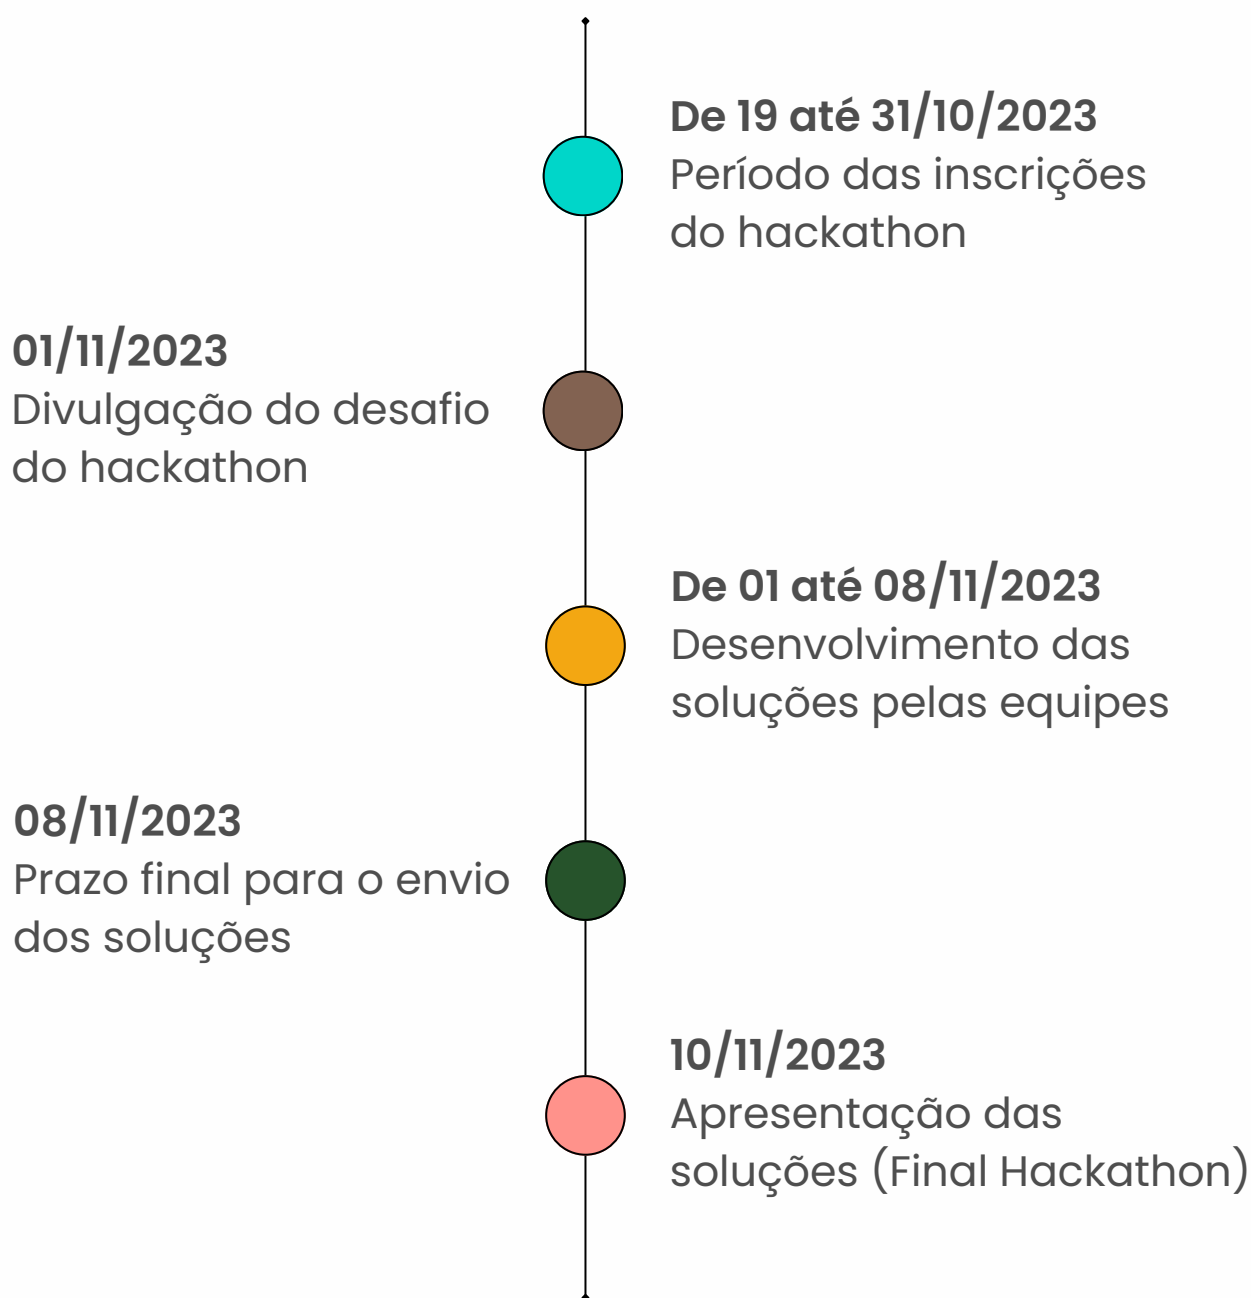 De 19 até 31/10/2023
Período das inscrições
do hackathon
01/11/2023
Divulgação do desafio
do hackathon
De 01 até 08/11/2023
Desenvolvimento das
soluções pelas equipes
08/11/2023
Prazo final para o envio
dos soluções
10/11/2023
Apresentação das
soluções (Final Hackathon)